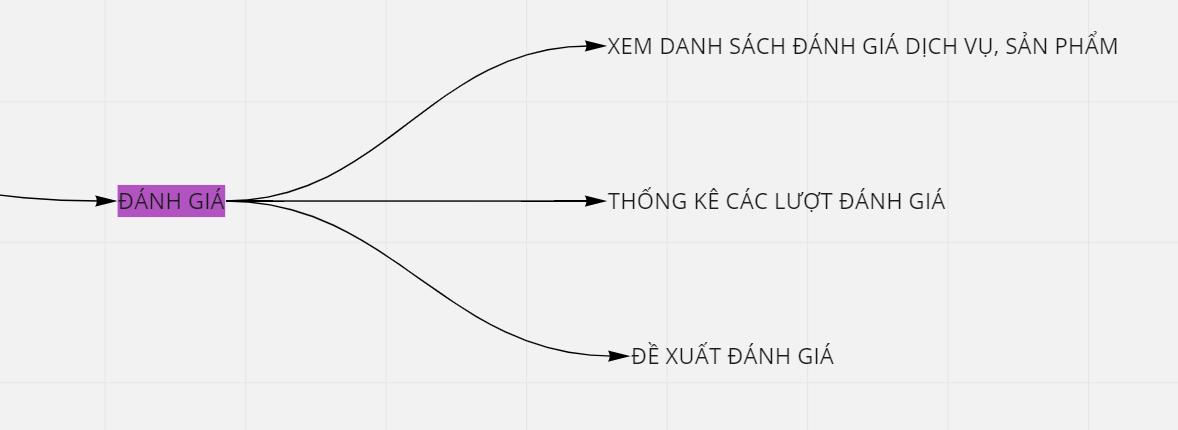 XEM DANH SÁCH ĐÁNH GIÁ DỊCH VỤ, SẢN PHẨM
ĐÁNH GIÁ
THỐNG KÊ CÁC LƯỢT ĐÁNH GIÁ
ĐỀ XUẤT ĐÁNH GIÁ